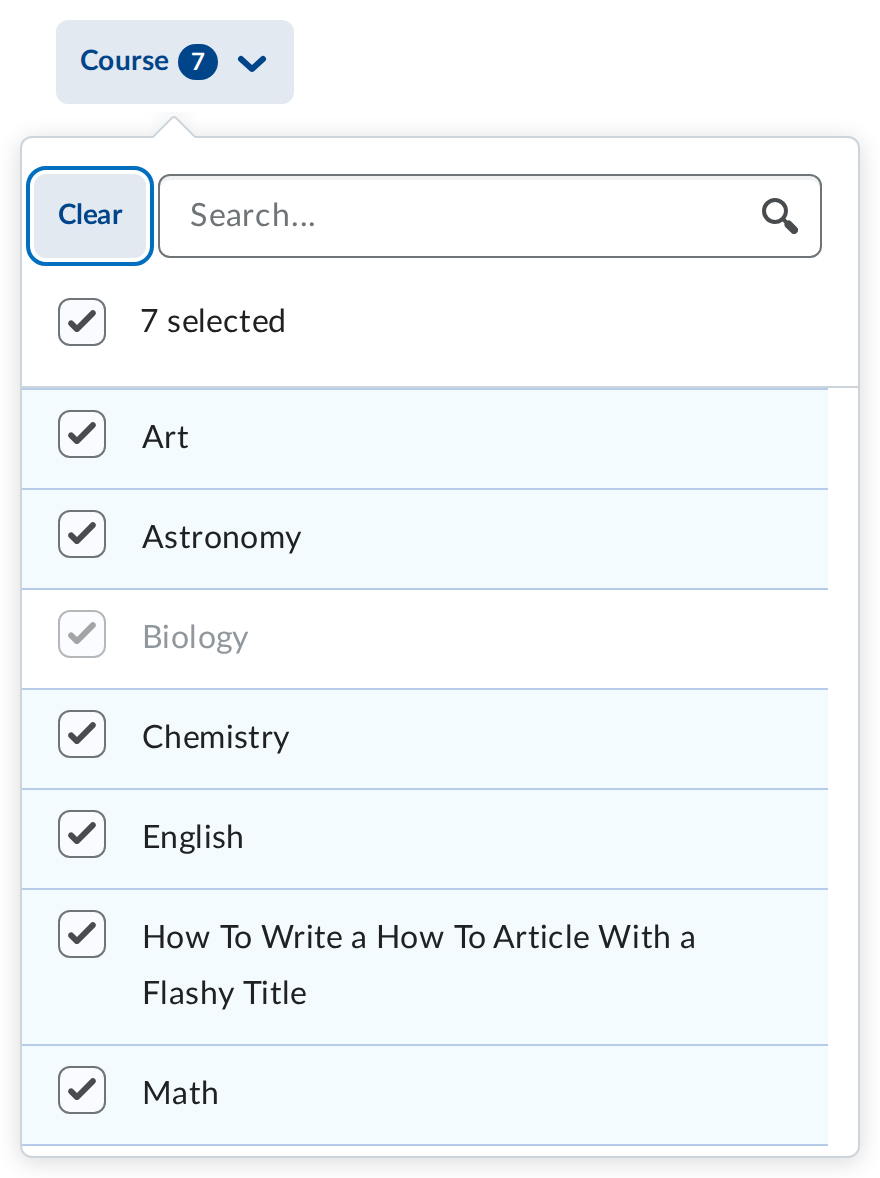 Course 7
Clear Search...
7 selected
Art
Astronomy
Biology
Chemistry
English
How To Write a How To Article With a
Flashy Title
Math